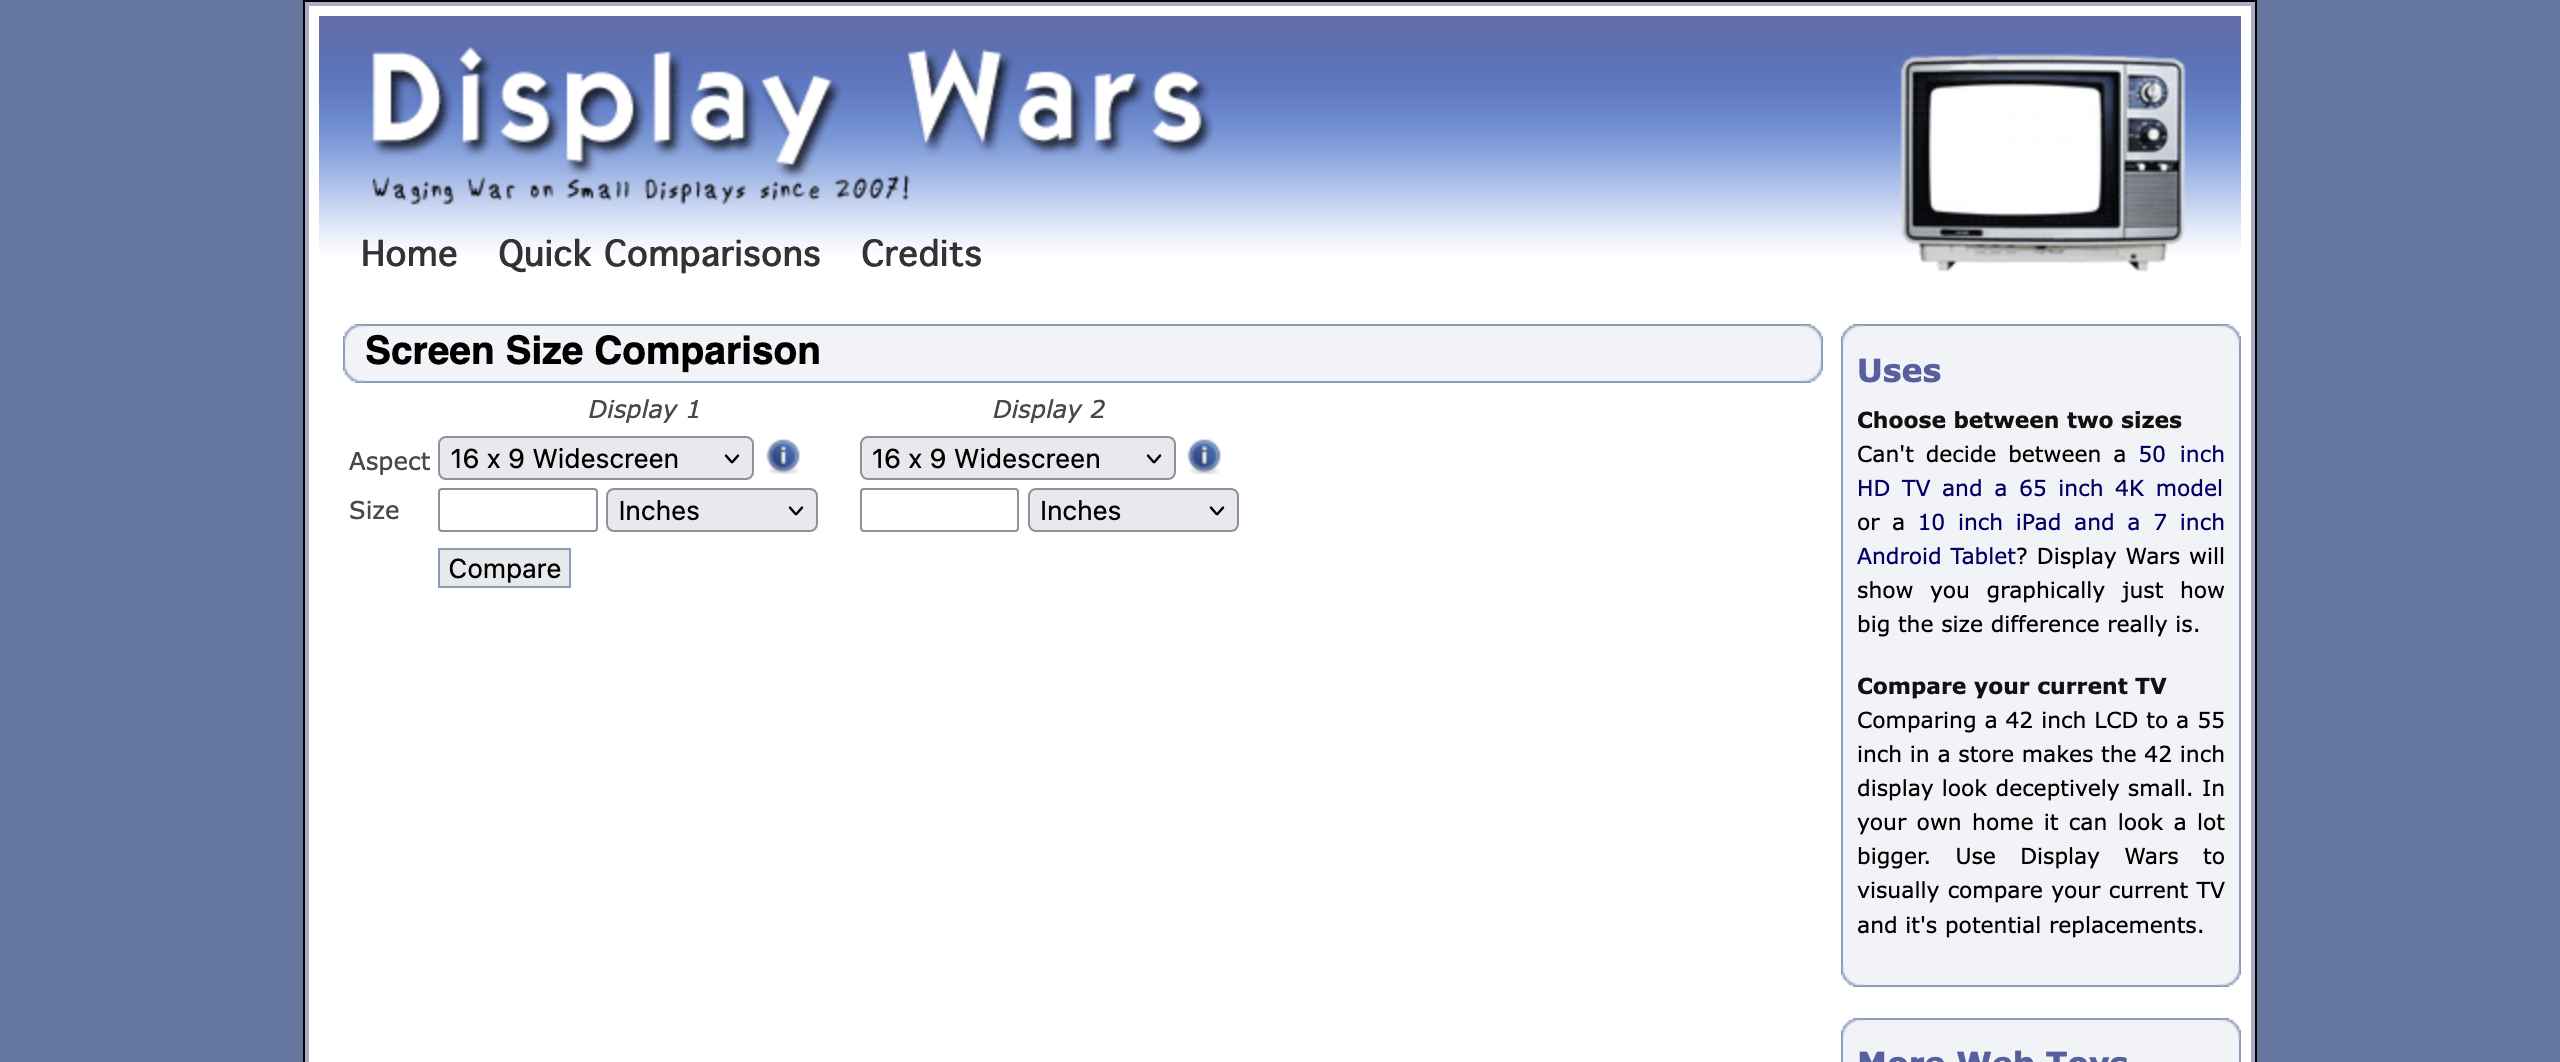 Display Wars
Waging War on Small Displays since 2007!
Home Quick Comparisons Credits
Screen Size Comparison
Display 1 Display 2
Aspect 16 x 9 Widescreen i 16 x 9 Widescreen i
Size Inches Inches
Compare
Uses
Choose between two sizes
Can't decide between a 50 inch
HD TV and a 65 inch 4K model
or a 10 inch iPad and a 7 inch
Android Tablet? Display Wars will
show you graphically just how
big the size difference really is.
Compare your current TV
Comparing a 42 inch LCD to a 55
inch in a store makes the 42 inch
display look deceptively small. In
your own home it can look a lot
bigger. Use Display Wars to
visually compare your current TV
and it's potential replacements.
More Web Toys